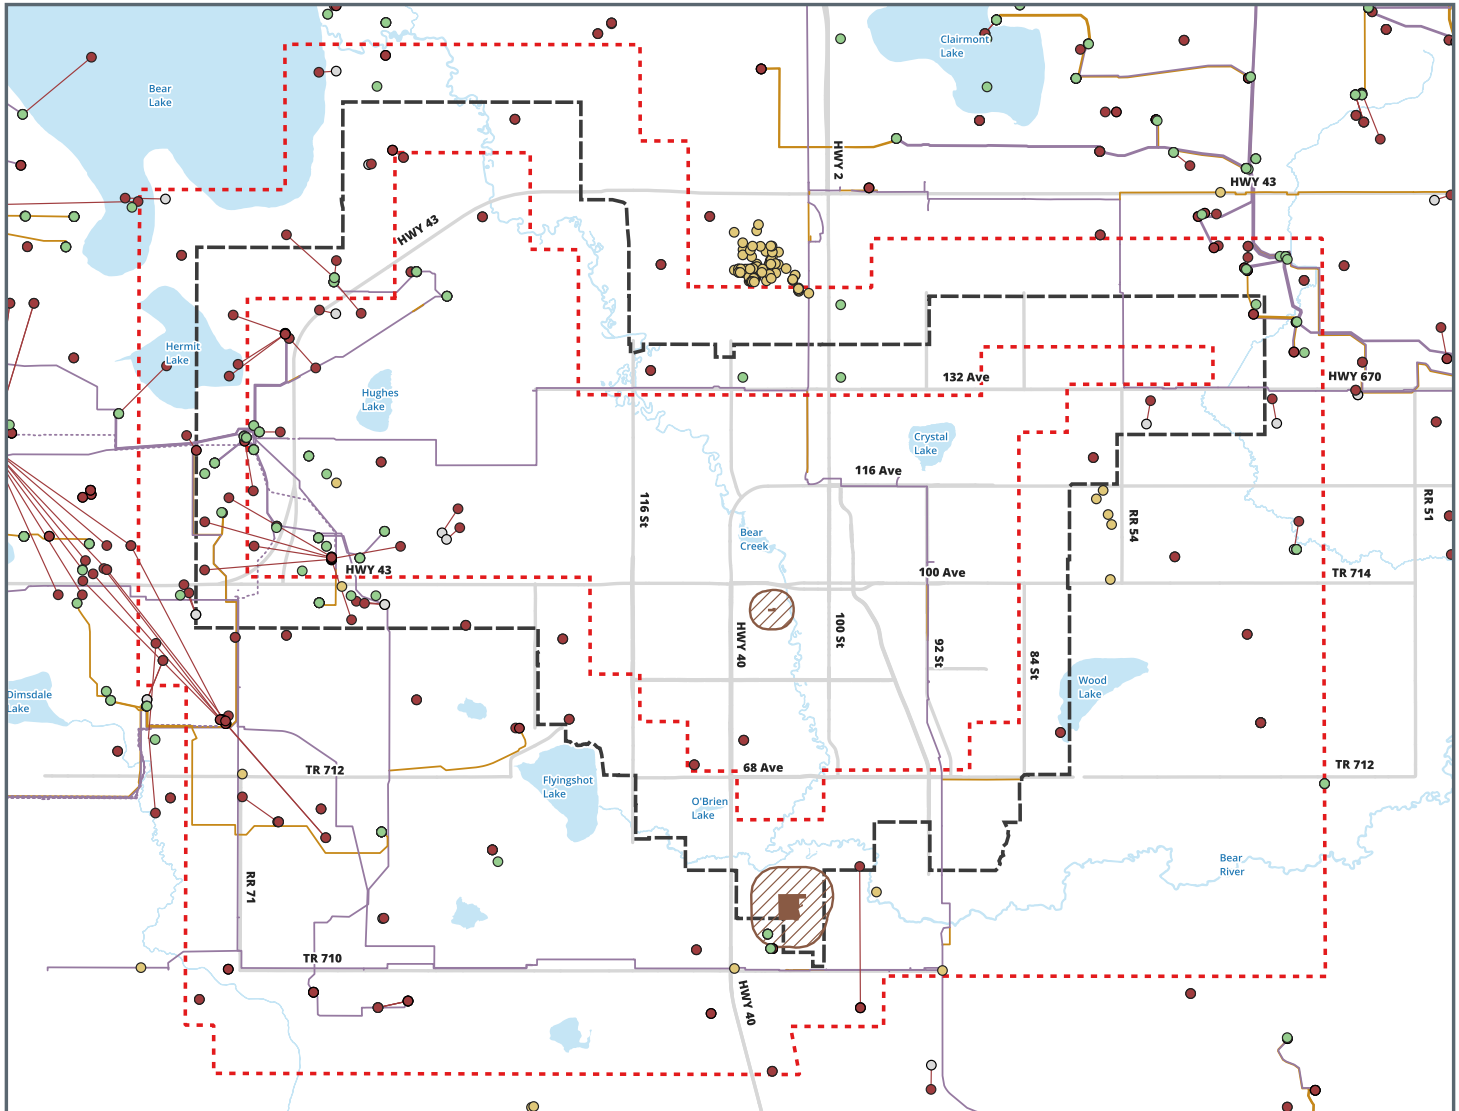 Clairmont
Lake
Bear
Lake
HWY 2
HWY 43
HWY 43
Hermit
Lake
132 Ave
HWY 670
Hughes
Lake
Crystal
Lake
116 Ave
116 St
RR 54
RR 51
Bear
Creek
HWY 43
100 Ave
TR 714
HWY 40
100 St
92 St
84 St
Dimsdale
Lake
Wood
Lake
TR 712
68 Ave
TR 712
Flyingshot
Lake
O'Brien
Lake
RR 71
Bear
River
TR 710
HWY 40